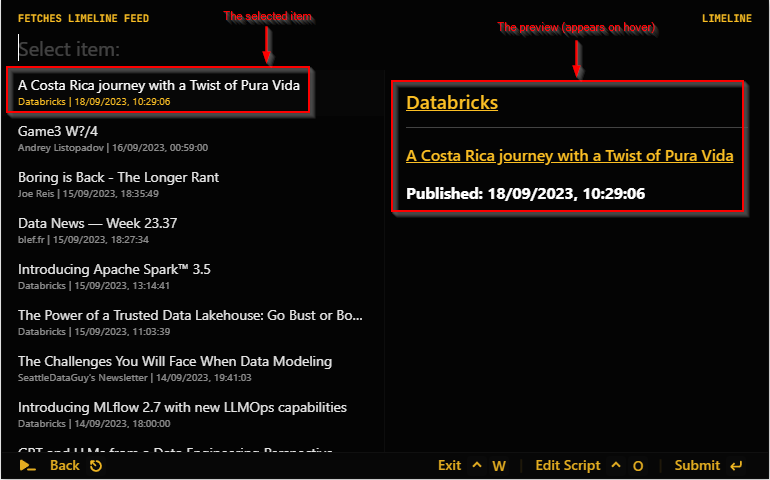 FETCHES LIMELINE FEED
The selected item
The preview (appears on hover)
LIMELINE
Select item:
A Costa Rica journey with a Twist of Pura Vida
Databricks | 18/09/2023, 10:29:06
Game3 W?/4
Andrey Listopadov | 16/09/2023, 00:59:00
Boring is Back - The Longer Rant
Joe Reis | 15/09/2023, 18:35:49
Data News — Week 23.37
blef.fr | 15/09/2023, 18:27:34
Introducing Apache Spark™ 3.5
Databricks | 15/09/2023, 13:14:41
The Power of a Trusted Data Lakehouse: Go Bust or Bo...
Databricks | 15/09/2023, 11:03:39
The Challenges You Will Face When Data Modeling
SeattleDataGuy's Newsletter | 14/09/2023, 19:41:03
Introducing MLflow 2.7 with new LLMOps capabilities
Databricks | 14/09/2023, 18:00:00
GPT and LLMs from a Data Engineering Perspective
Databricks
A Costa Rica journey with a Twist of Pura Vida
Published: 18/09/2023, 10:29:06
Back
Exit ^ W | Edit Script ^ O | Submit ↵